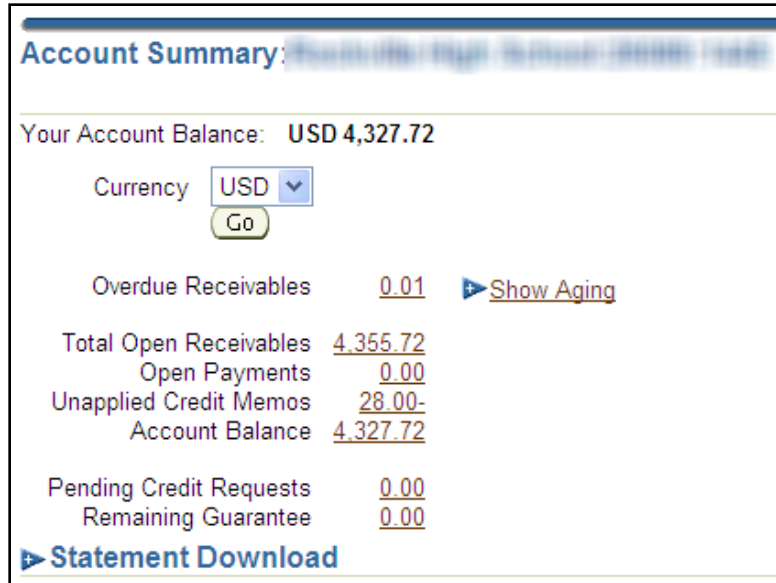 Account Summary:
Your Account Balance: USD 4,327.72
Currency USD
Go
Overdue Receivables 0.01 Show Aging
Total Open Receivables 4,355.72
Open Payments 0.00
Unapplied Credit Memos 28.00-
Account Balance 4,327.72
Pending Credit Requests 0.00
Remaining Guarantee 0.00
Statement Download